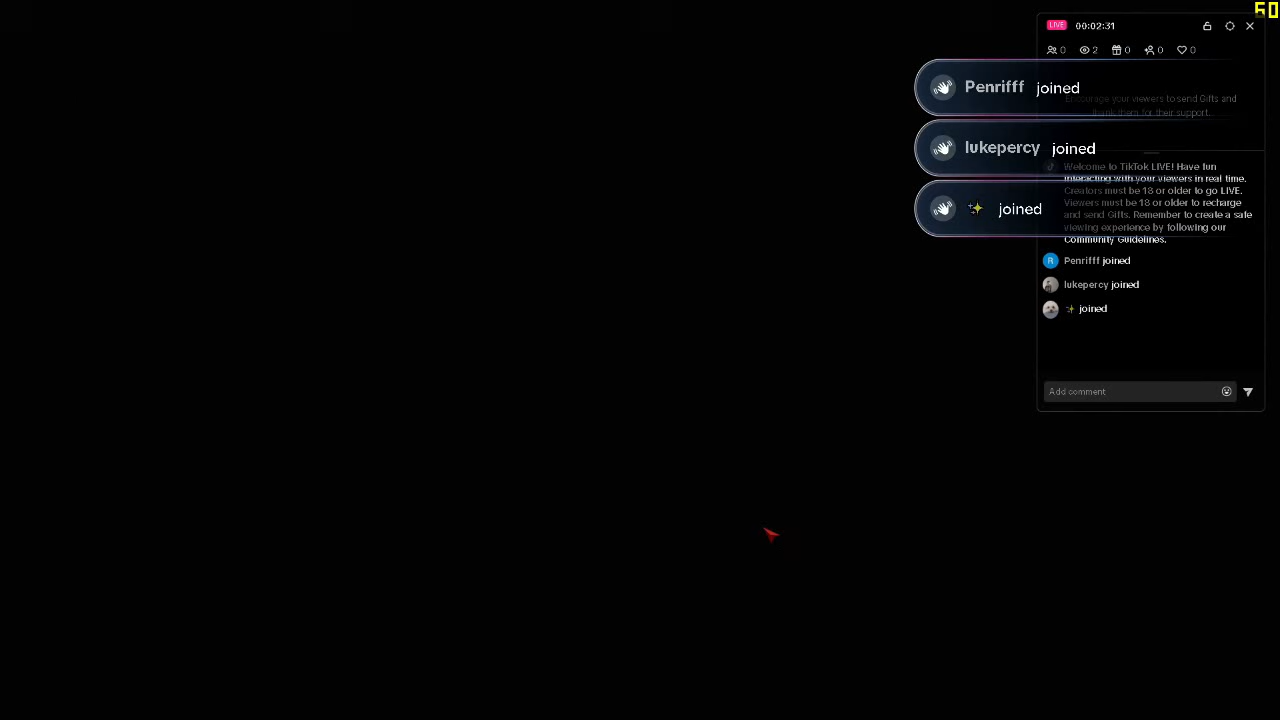 60
LIVE 00:02:31
0 2 0 0 0
Penrifff joined
Encourage your viewers to send Gifts and
thank them for their support.
lukepercy joined
✨ joined
Welcome to TikTok LIVE! Have fun
interacting with your viewers in real time.
Creators must be 18 or older to go LIVE.
Viewers must be 18 or older to recharge
and send Gifts. Remember to create a safe
viewing experience by following our
Community Guidelines.
R Penrifff joined
lukepercy joined
✨ joined
Add comment